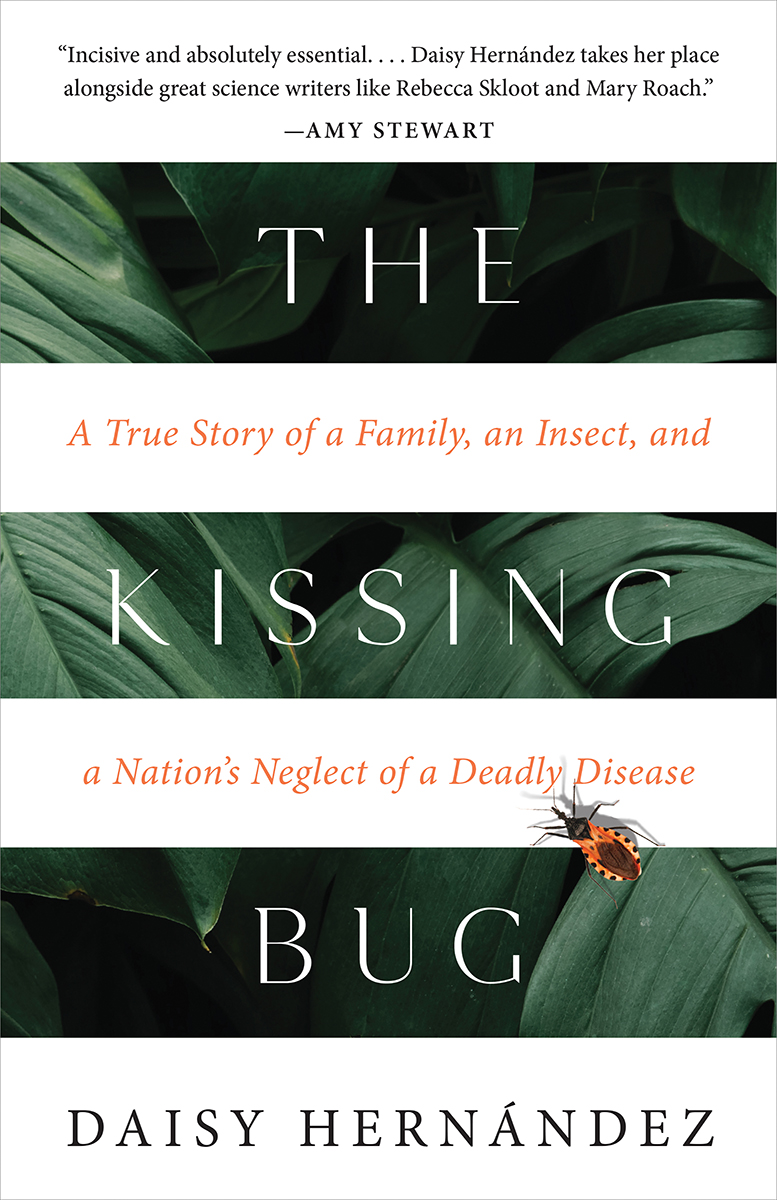 “Incisive and absolutely essential. . . . Daisy Hernández takes her place
alongside great science writers like Rebecca Skloot and Mary Roach.”
—AMY STEWART
THE
A True Story of a Family, an Insect, and
KISSING
a Nation’s Neglect of a Deadly Disease
BUG
DAISY HERNÁNDEZ